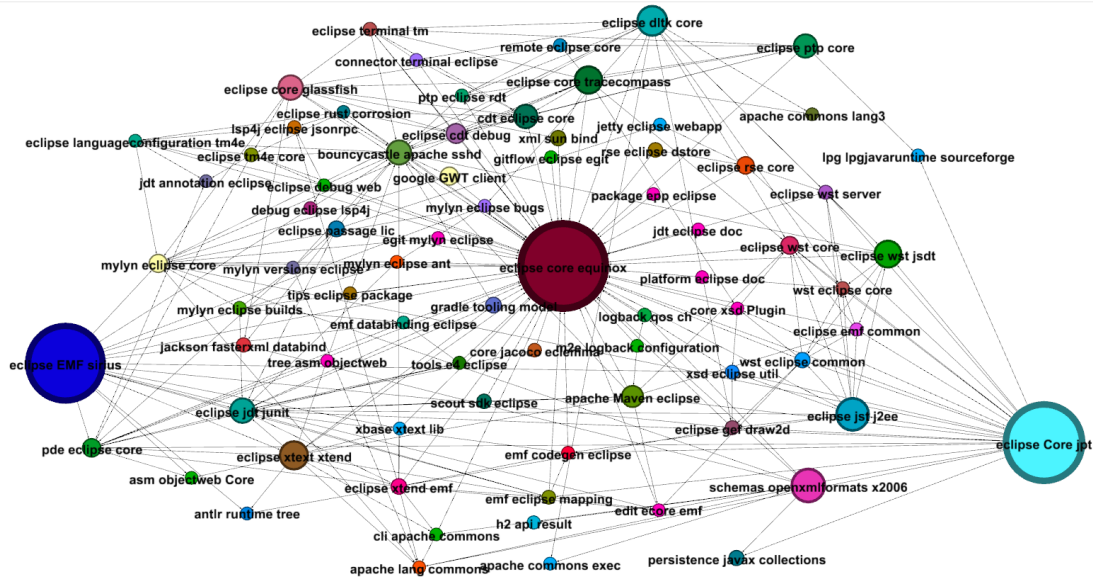 eclipse dltk core
eclipse terminal tm
remote eclipse core
eclipse ptp core
connector terminal eclipse
eclipse core tracecompass
eclipse core glassfish
ptp eclipse rdt
eclipse rust corrosion
cdt eclipse core
apache commons lang3
lsp4j eclipse jsonrpc
eclipse cdt debug
xml sun bind
jetty eclipse webapp
eclipse languageconfiguration tm4e
eclipse tm4e core
bouncycastle apache sshd
gitflow eclipse egit
rse eclipse dstore
lpg lpgjavaruntime sourceforge
eclipse rse core
google GWT client
jdt annotation eclipse
eclipse debug web
package epp eclipse
eclipse wst server
debug eclipse lsp4j
mylyn eclipse bugs
eclipse passage lic
egit mylyn eclipse
jdt eclipse doc
eclipse wst core
eclipse wst jsdt
mylyn eclipse core
mylyn versions eclipse
mylyn eclipse ant
eclipse core equinox
platform eclipse doc
wst eclipse core
tips eclipse package
mylyn eclipse builds
gradle tooling model
logback qos ch
core xsd Plugin
emf databinding eclipse
eclipse emf common
jackson fasterxml databind
core jacoco eclemma
m2e logback configuration
tree asm objectweb
tools e4 eclipse
wst eclipse common
xsd eclipse util
eclipse EMF sirius
scout sdk eclipse
apache Maven eclipse
eclipse jdt junit
eclipse jsf j2ee
xbase xtext lib
eclipse gef draw2d
pde eclipse core
eclipse Core jpt
eclipse xtext xtend
emf codegen eclipse
asm objectweb Core
eclipse xtend emf
schemas openxmlformats x2006
emf eclipse mapping
antlr runtime tree
edit ecore emf
h2 api result
cli apache commons
persistence javax collections
apache lang commons
apache commons exec